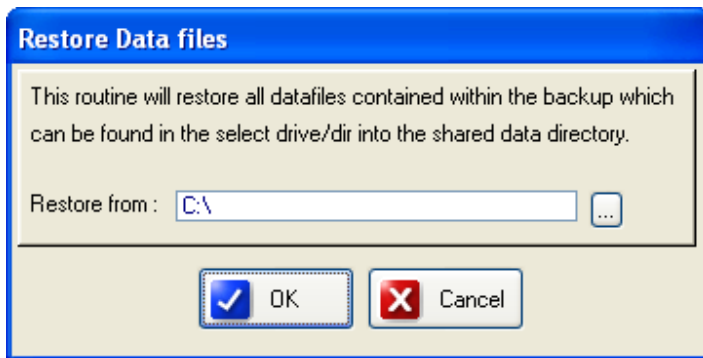 Restore Data files
This routine will restore all datafiles contained within the backup which
can be found in the select drive/dir into the shared data directory.
Restore from : C:\ ...
OK Cancel